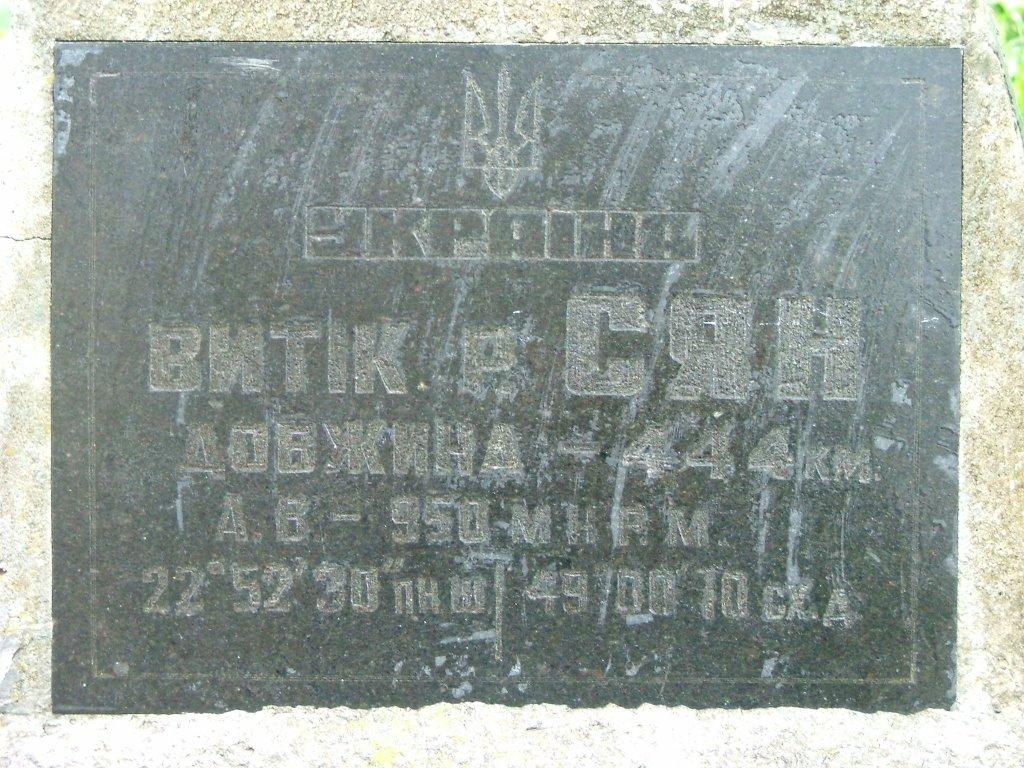 УКРАЇНА
ВИТІК р. СЯН
ДОВЖИНА - 444 КМ.
А. В. - 950 М Н Р. М.
22°52'30" ПН Ш 49°00'10 СХ. Д.